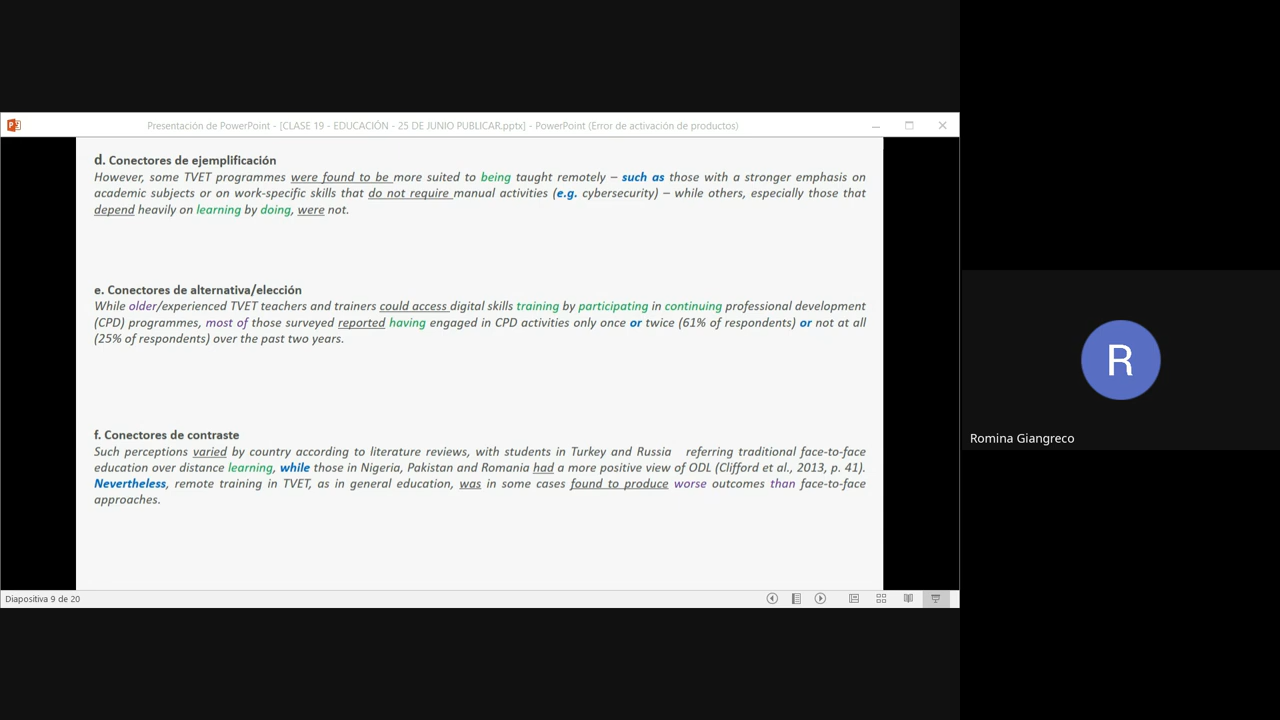 Presentación de PowerPoint - [CLASE 19 - EDUCACIÓN - 25 DE JUNIO PUBLICAR.pptx] - PowerPoint (Error de activación de productos)
d. Conectores de ejemplificación
However, some TVET programmes were found to be more suited to being taught remotely – such as those with a stronger emphasis on
academic subjects or on work-specific skills that do not require manual activities (e.g. cybersecurity) – while others, especially those that
depend heavily on learning by doing, were not.
e. Conectores de alternativa/elección
While older/experienced TVET teachers and trainers could access digital skills training by participating in continuing professional development
(CPD) programmes, most of those surveyed reported having engaged in CPD activities only once or twice (61% of respondents) or not at all
(25% of respondents) over the past two years.
f. Conectores de contraste
Such perceptions varied by country according to literature reviews, with students in Turkey and Russia referring traditional face-to-face
education over distance learning, while those in Nigeria, Pakistan and Romania had a more positive view of ODL (Clifford et al., 2013, p. 41).
Nevertheless, remote training in TVET, as in general education, was in some cases found to produce worse outcomes than face-to-face
approaches.
Diapositiva 9 de 20
R
Romina Giangreco